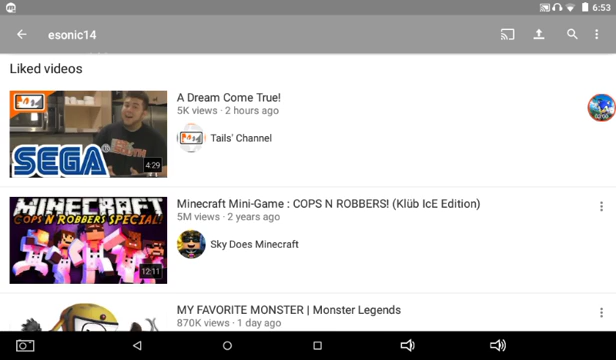 6:53
esonic14
Liked videos
A Dream Come True!
5K views · 2 hours ago
Tails' Channel
SEGA
4:29
00:00
Minecraft Mini-Game : COPS N ROBBERS! (Klüb IcE Edition)
5M views · 2 years ago
Sky Does Minecraft
MINECRAFT
COPS N ROBBERS SPECIAL!
12:11
MY FAVORITE MONSTER | Monster Legends
870K views · 1 day ago